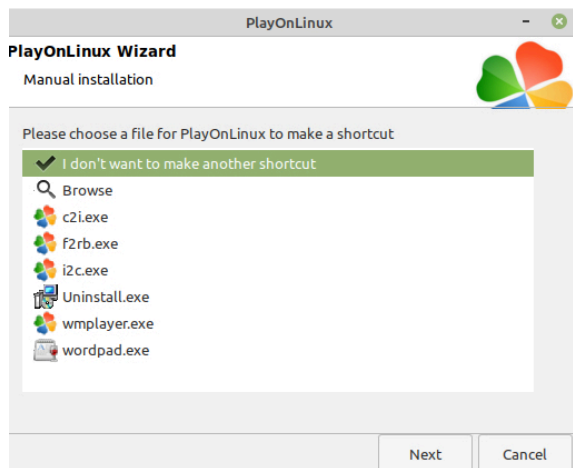 PlayOnLinux
PlayOnLinux Wizard
Manual installation
Please choose a file for PlayOnLinux to make a shortcut
I don't want to make another shortcut
Browse
c2i.exe
f2rb.exe
i2c.exe
Uninstall.exe
wmplayer.exe
wordpad.exe
Next Cancel